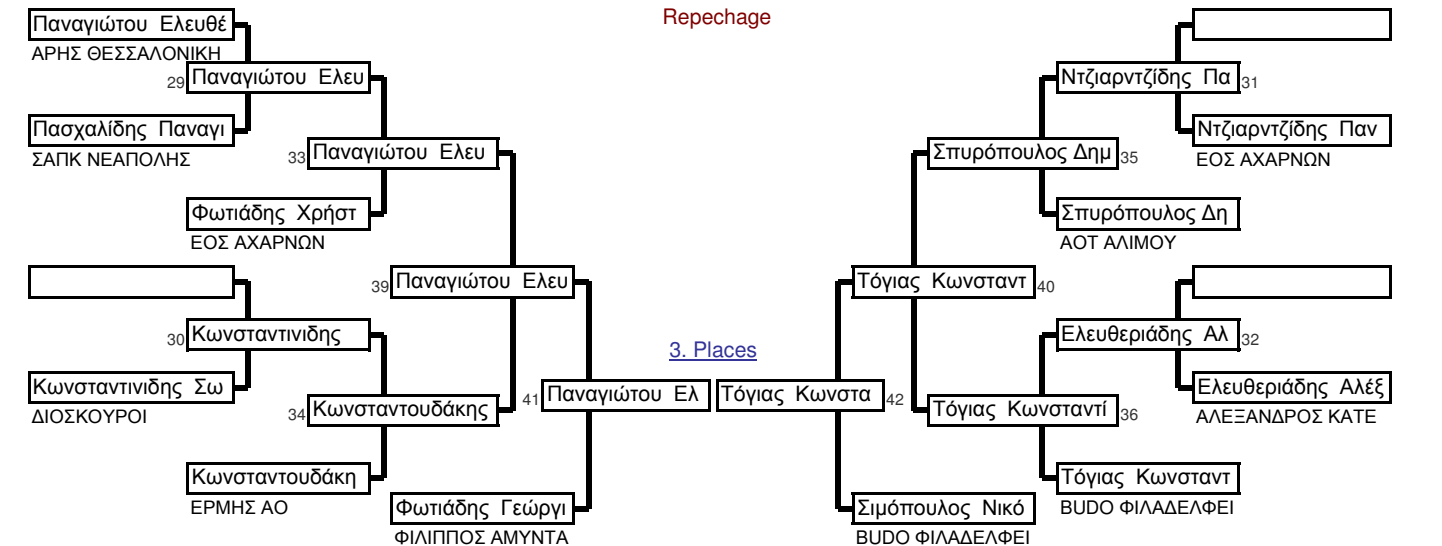 Repechage
Παναγιώτου Ελευθέ
ΑΡΗΣ ΘΕΣΣΑΛΟΝΙΚΗ
29 Παναγιώτου Ελευ
Πασχαλίδης Παναγι
ΣΑΠΚ ΝΕΑΠΟΛΗΣ
33 Παναγιώτου Ελευ
Φωτιάδης Χρήστ
ΕΟΣ ΑΧΑΡΝΩΝ
39 Παναγιώτου Ελευ
30 Κωνσταντινιδης
Κωνσταντινιδης Σω
ΔΙΟΣΚΟΥΡΟΙ
34 Κωνσταντουδάκης
Κωνσταντουδάκη
ΕΡΜΗΣ ΑΟ
41 Παναγιώτου Ελ
Φωτιάδης Γεώργι
ΦΙΛΙΠΠΟΣ ΑΜΥΝΤΑ
3. Places
Ντζιαρντζίδης Πα 31
Ντζιαρντζίδης Παν
ΕΟΣ ΑΧΑΡΝΩΝ
Σπυρόπουλος Δημ 35
Σπυρόπουλος Δη
ΑΟΤ ΑΛΙΜΟΥ
Τόγιας Κωνσταντ 40
Ελευθεριάδης Αλ 32
Ελευθεριάδης Αλέξ
ΑΛΕΞΑΝΔΡΟΣ ΚΑΤΕ
Τόγιας Κωνσταντί 36
Τόγιας Κωνσταντ
BUDO ΦΙΛΑΔΕΛΦΕΙ
Τόγιας Κωνστα 42
Σιμόπουλος Νικό
BUDO ΦΙΛΑΔΕΛΦΕΙ